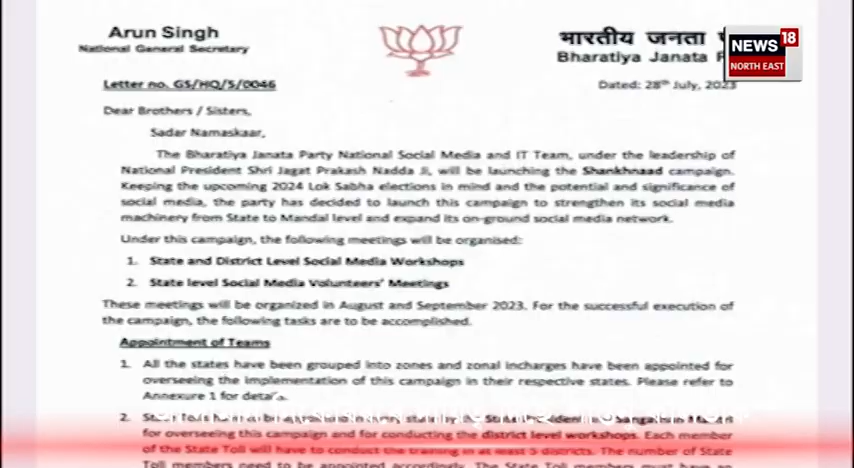 Arun Singh
National General Secretary
भारतीय जनता
Bharatiya Janata
NEWS 18
NORTH EAST
Letter no. GS/HQ/S/0046
Dated: 28th July, 2023
Dear Brothers / Sisters,
Sadar Namaskaar,
The Bharatiya Janata Party National Social Media and IT Team, under the leadership of
National President Shri Jagat Prakash Nadda Ji, will be launching the Shankhnaad campaign.
Keeping the upcoming 2024 Lok Sabha elections in mind and the potential and significance of
social media, the party has decided to launch this campaign to strengthen its social media
machinery from State to Mandal level and expand its on-ground social media network.
Under this campaign, the following meetings will be organised:
1. State and District Level Social Media Workshops
2. State level Social Media Volunteers' Meetings
These meetings will be organized in August and September 2023. For the successful execution of
the campaign, the following tasks are to be accomplished.
Appointment of Teams
1. All the states have been grouped into zones and zonal incharges have been appointed for
overseeing the implementation of this campaign in their respective states. Please refer to
Annexure 1 for
2.
for overseeing this campaign and for conducting the district level workshops. Each member
of the State Toll will have to conduct the training in at least 5 districts. The number of State
Toll members need to be appointed accordingly. The State Toll members must have